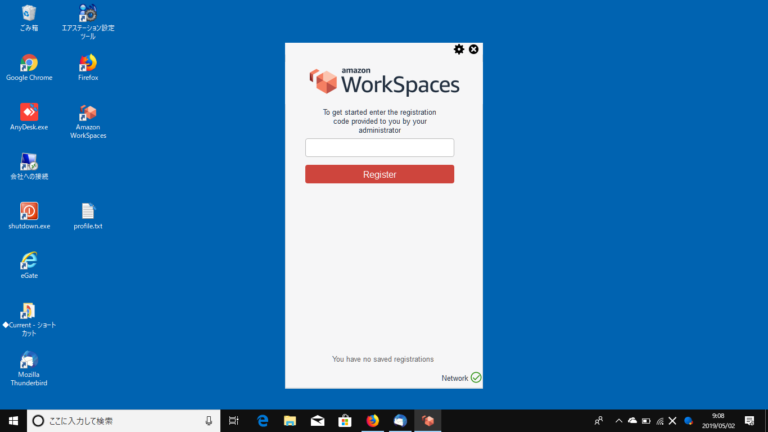 ごみ箱
エアステーション設定
ツール
Google Chrome
Firefox
AnyDesk.exe
Amazon
WorkSpaces
会社への接続
shutdown.exe
profile.txt
eGate
◆Current - ショート
カット
Mozilla
Thunderbird
amazon
WorkSpaces
To get started enter the registration
code provided to you by your
administrator
Register
You have no saved registrations
Network
ここに入力して検索
9:08
2019/05/02